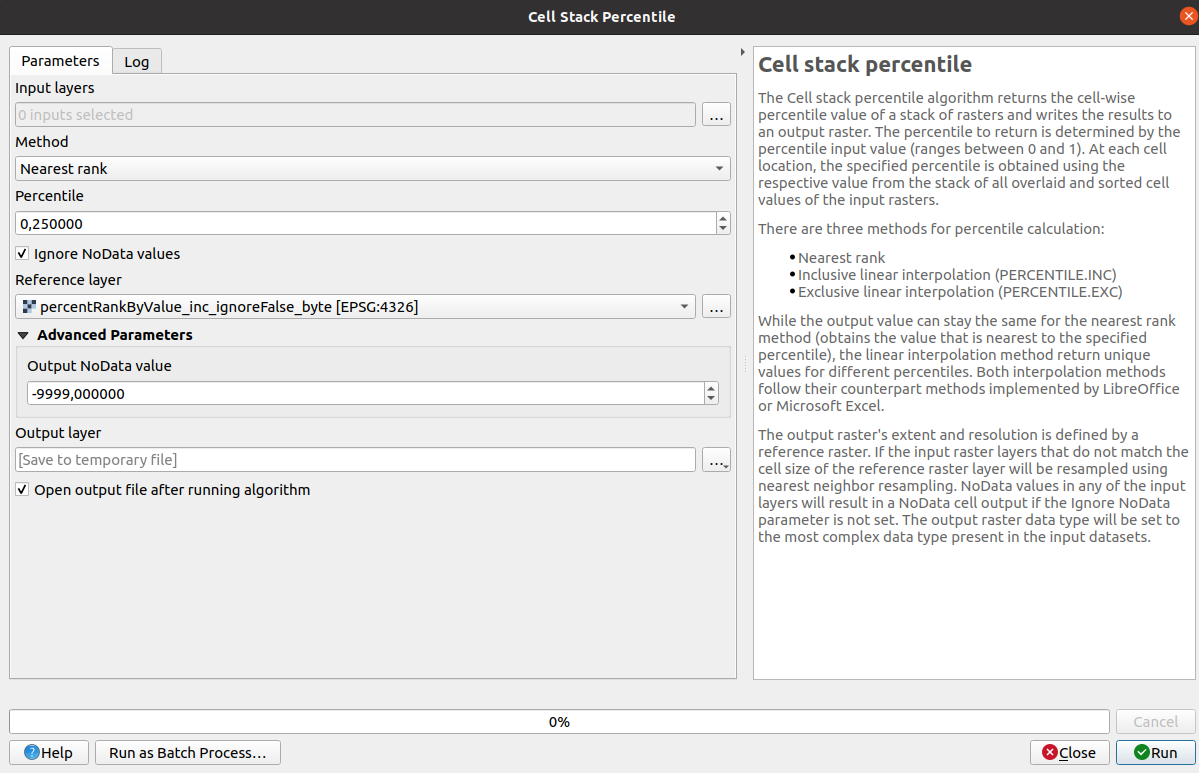 Cell Stack Percentile
Parameters
Log
Input layers
0 inputs selected
...
Method
Nearest rank
Percentile
0,250000
Ignore NoData values
Reference layer
percentRankByValue_inc_ignoreFalse_byte [EPSG:4326]
...
Advanced Parameters
Output NoData value
-9999,000000
Output layer
[Save to temporary file]
...
Open output file after running algorithm
Cell stack percentile
The Cell stack percentile algorithm returns the cell-wise
percentile value of a stack of rasters and writes the results to
an output raster. The percentile to return is determined by the
percentile input value (ranges between 0 and 1). At each cell
location, the specified percentile is obtained using the
respective value from the stack of all overlaid and sorted cell
values of the input rasters.
There are three methods for percentile calculation:
•Nearest rank
•Inclusive linear interpolation (PERCENTILE.INC)
•Exclusive linear interpolation (PERCENTILE.EXC)
While the output value can stay the same for the nearest rank
method (obtains the value that is nearest to the specified
percentile), the linear interpolation method return unique
values for different percentiles. Both interpolation methods
follow their counterpart methods implemented by LibreOffice
or Microsoft Excel.
The output raster's extent and resolution is defined by a
reference raster. If the input raster layers that do not match the
cell size of the reference raster layer will be resampled using
nearest neighbor resampling. NoData values in any of the input
layers will result in a NoData cell output if the Ignore NoData
parameter is not set. The output raster data type will be set to
the most complex data type present in the input datasets.
0%
Cancel
Help
Run as Batch Process...
Close
Run